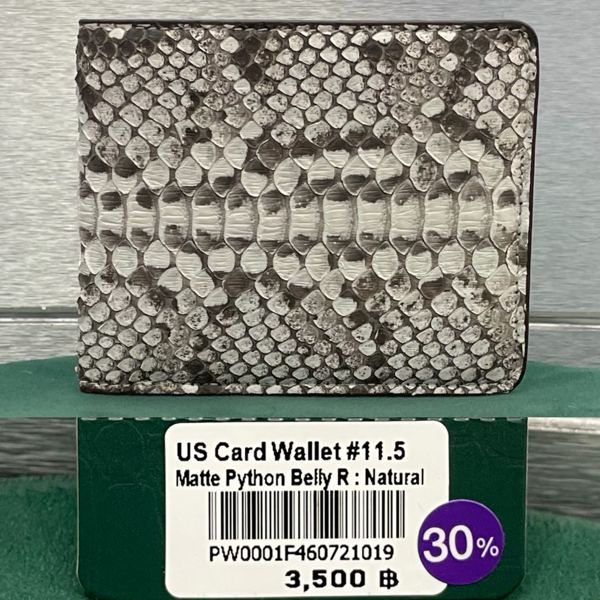 US Card Wallet #11.5
Matte Python Belly R : Natural
PW0001F460721019
3,500 ฿
30%